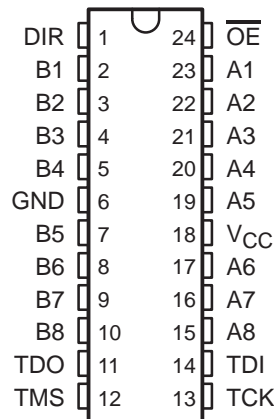 DIR 1 24 O̅E̅
B1 2 23 A1
B2 3 22 A2
B3 4 21 A3
B4 5 20 A4
GND 6 19 A5
B5 7 18 VCC
B6 8 17 A6
B7 9 16 A7
B8 10 15 A8
TDO 11 14 TDI
TMS 12 13 TCK